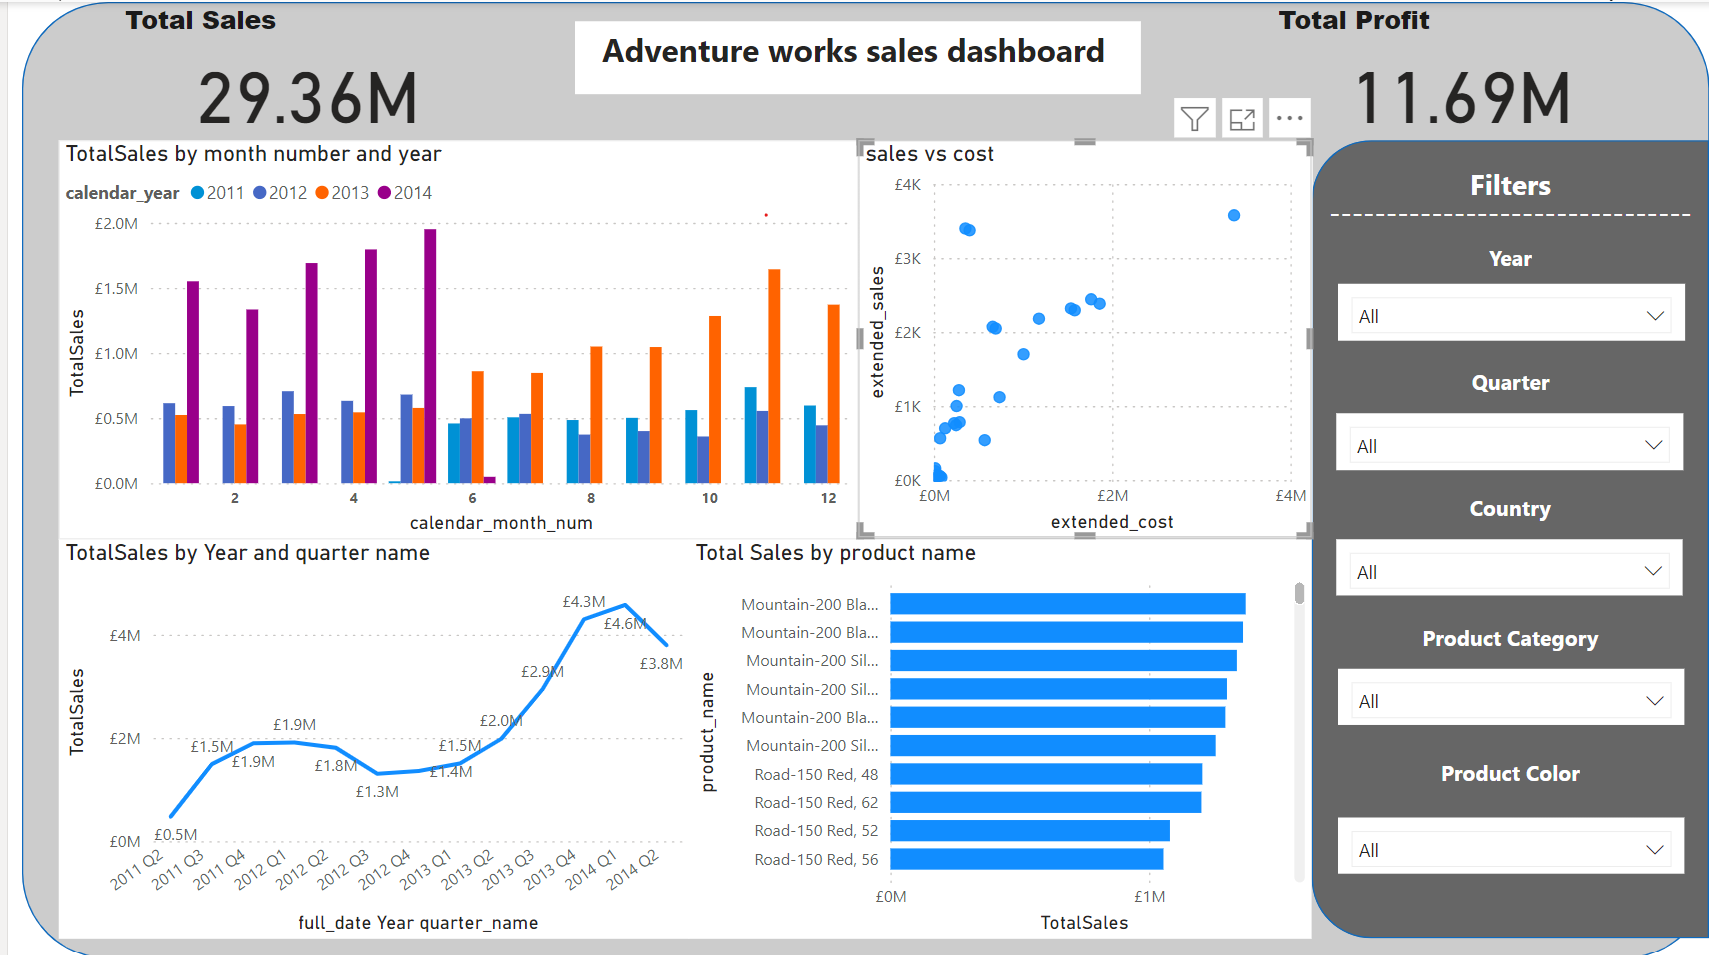 Total Sales
29.36M
Adventure works sales dashboard
Total Profit
11.69M
TotalSales by month number and year
calendar_year 2011 2012 2013 2014
£2.0M
£1.5M
£1.0M
£0.5M
£0.0M
TotalSales
2 4 6 8 10 12
calendar_month_num
sales vs cost
£4K
£3K
£2K
£1K
£0K
extended_sales
£0M £2M £4M
extended_cost
TotalSales by Year and quarter name
£4M
£2M
£0M
TotalSales
£0.5M
£1.5M
£1.9M
£1.9M
£1.8M
£1.3M
£1.4M
£1.5M
£2.0M
£2.9M
£4.3M
£4.6M
£3.8M
2011 Q2
2011 Q3
2011 Q4
2012 Q1
2012 Q2
2012 Q3
2012 Q4
2013 Q1
2013 Q2
2013 Q3
2013 Q4
2014 Q1
2014 Q2
full_date Year quarter_name
Total Sales by product name
product_name
Mountain-200 Bla...
Mountain-200 Bla...
Mountain-200 Sil...
Mountain-200 Sil...
Mountain-200 Bla...
Mountain-200 Sil...
Road-150 Red, 48
Road-150 Red, 62
Road-150 Red, 52
Road-150 Red, 56
£0M £1M
TotalSales
Filters
Year
All
Quarter
All
Country
All
Product Category
All
Product Color
All